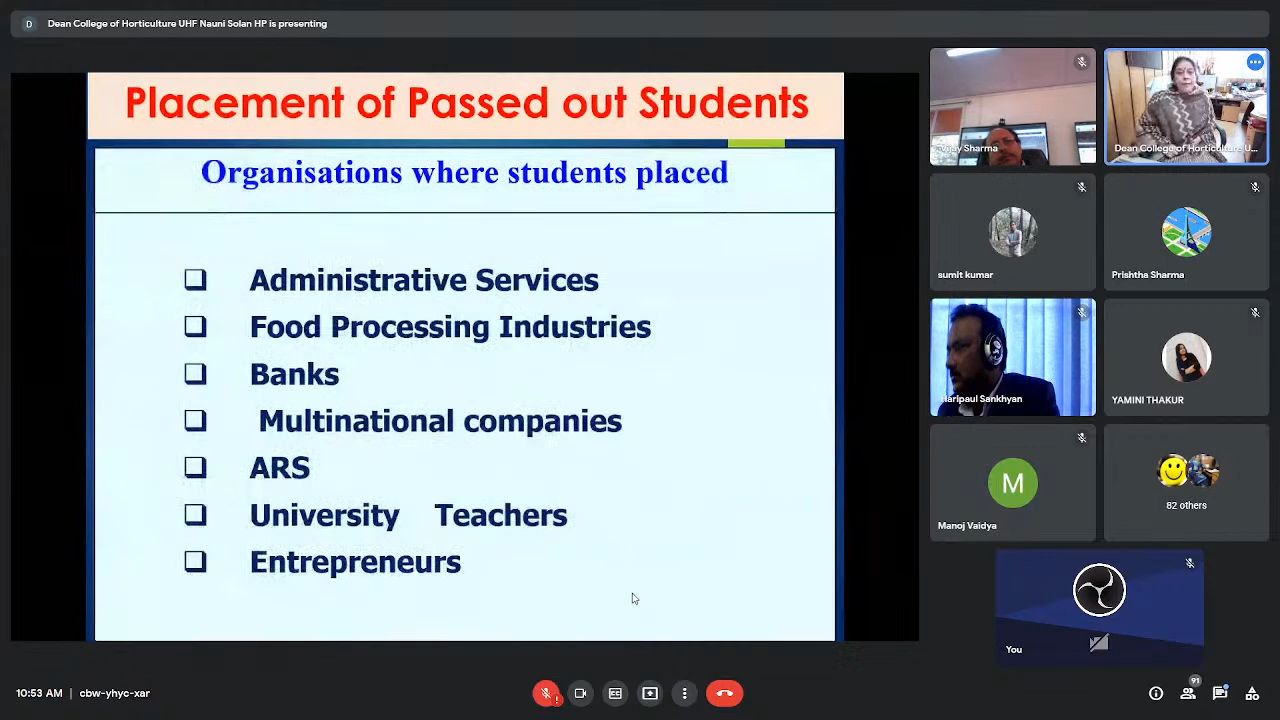 D Dean College of Horticulture UHF Nauni Solan HP is presenting
Placement of Passed out Students
Organisations where students placed
❑ Administrative Services
❑ Food Processing Industries
❑ Banks
❑ Multinational companies
❑ ARS
❑ University Teachers
❑ Entrepreneurs
Sharma
Dean College of Horticulture U...
sumit kumar
Prishtha Sharma
Haripaul Sankhyan
YAMINI THAKUR
M
Manoj Vaidya
82 others
You
10:53 AM | cbw-yhyc-xar
91